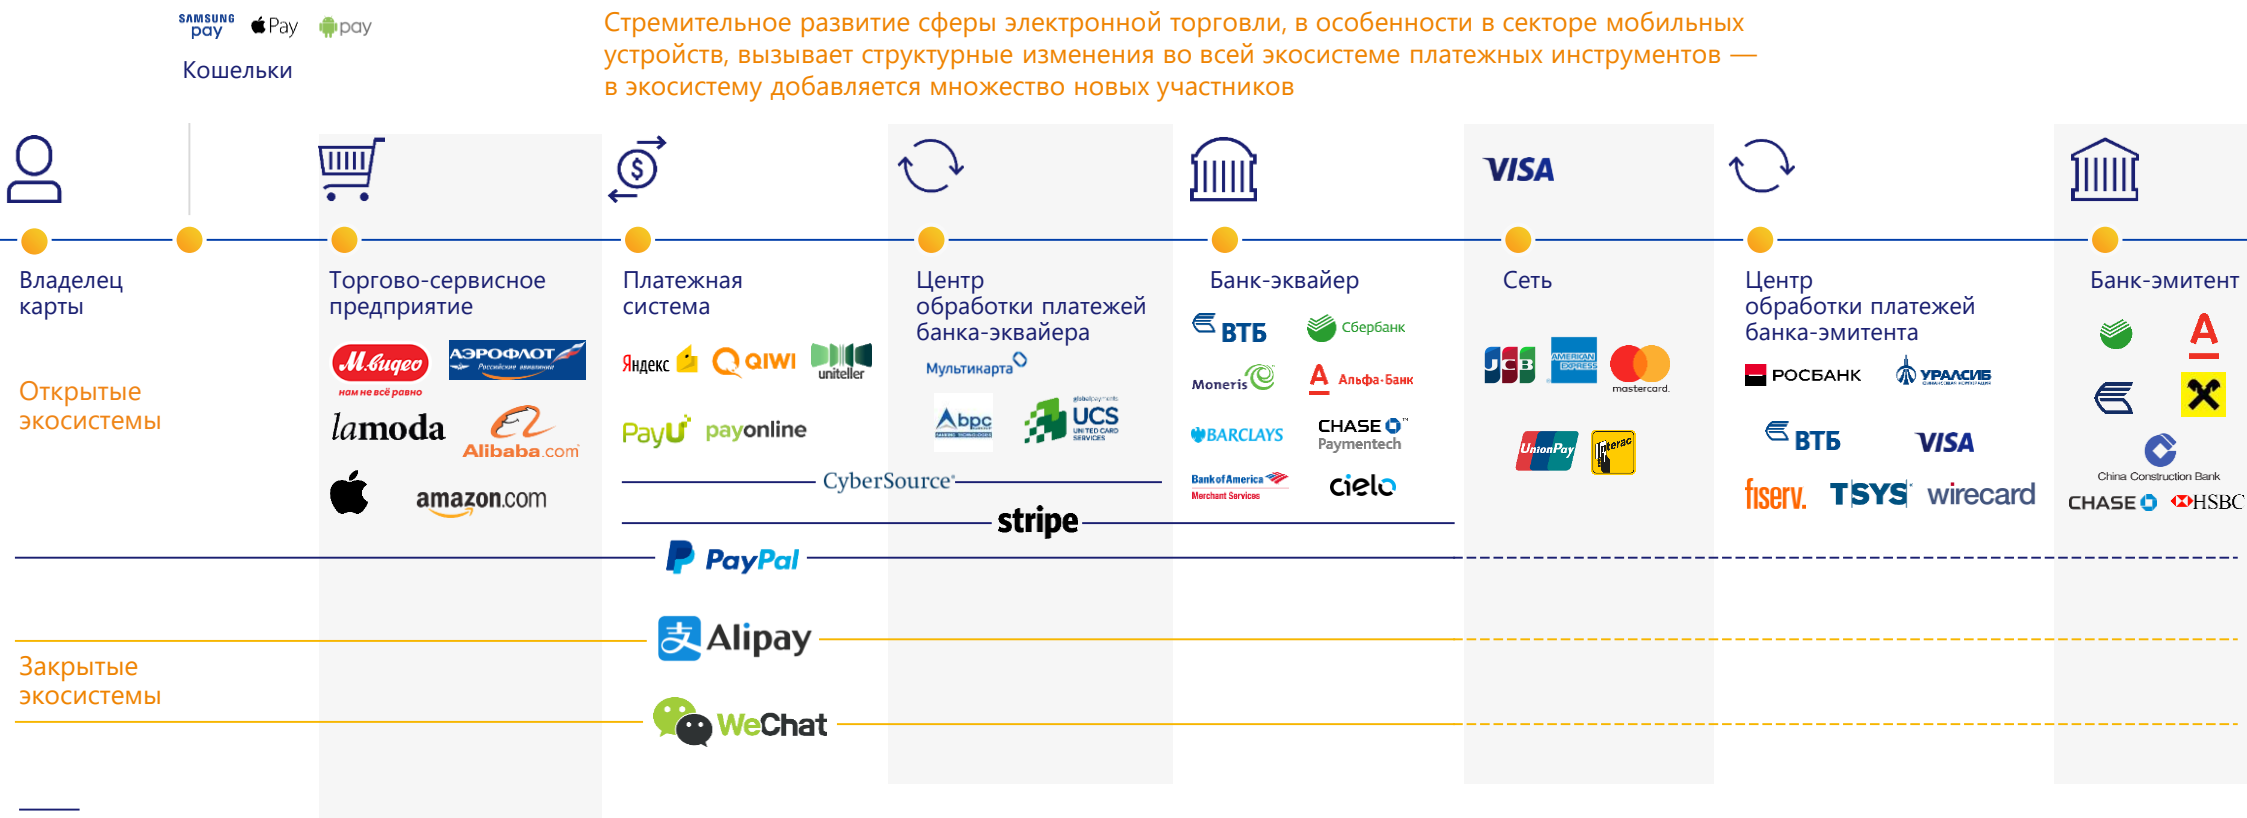 SAMSUNG
pay
Pay
pay
Кошельки
Стремительное развитие сферы электронной торговли, в особенности в секторе мобильных
устройств, вызывает структурные изменения во всей экосистеме платежных инструментов —
в экосистему добавляется множество новых участников
VISA
Владелец
карты
Торгово-сервисное
предприятие
Платежная
система
Центр
обработки платежей
банка-эквайера
Банк-эквайер
Сеть
Центр
обработки платежей
банка-эмитента
Банк-эмитент
Открытые
экосистемы
М.видео
нам не всё равно
АЭРОФЛОТ
Российские авиалинии
lamoda
Alibaba.com
amazon.com
Яндекс
QIWI
uniteller
PayU
payonline
Мультикарта
bpc
BANKING TECHNOLOGIES
globalpayments
UCS
UNITED CARD
SERVICES
ВТБ
Сбербанк
Moneris
А
Альфа-Банк
BARCLAYS
CHASE
Paymentech
Bank of America
Merchant Services
cielo
JCB
AMERICAN
EXPRESS
mastercard.
UnionPay
Interac
РОСБАНК
УРАЛСИБ
ФИНАНСОВАЯ КОРПОРАЦИЯ
ВТБ
VISA
fiserv.
TSYS
wirecard
А
China Construction Bank
CHASE
HSBC
CyberSource
stripe
PayPal
支 Alipay
Закрытые
экосистемы
WeChat